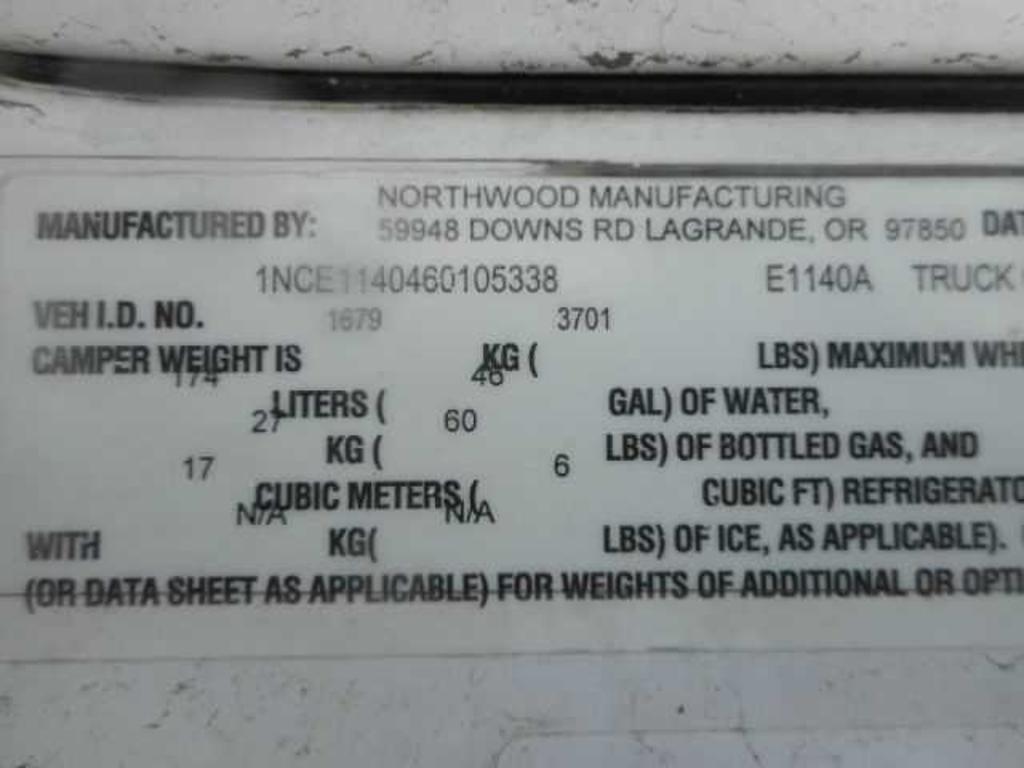 NORTHWOOD MANUFACTURING
MANUFACTURED BY: 59948 DOWNS RD LAGRANDE, OR 97850
1NCE1140460105338 E1140A TRUCK
VEH I.D. NO. 1679 3701
CAMPER WEIGHT IS KG ( LBS) MAXIMUM
174 46
LITERS ( GAL) OF WATER,
27 60
KG ( LBS) OF BOTTLED GAS, AND
17 6
CUBIC METERS ( CUBIC FT)
N/A N/A
WITH KG( LBS) OF ICE, AS APPLICABLE).
(OR DATA SHEET AS APPLICABLE) FOR WEIGHTS OF ADDITIONAL OR